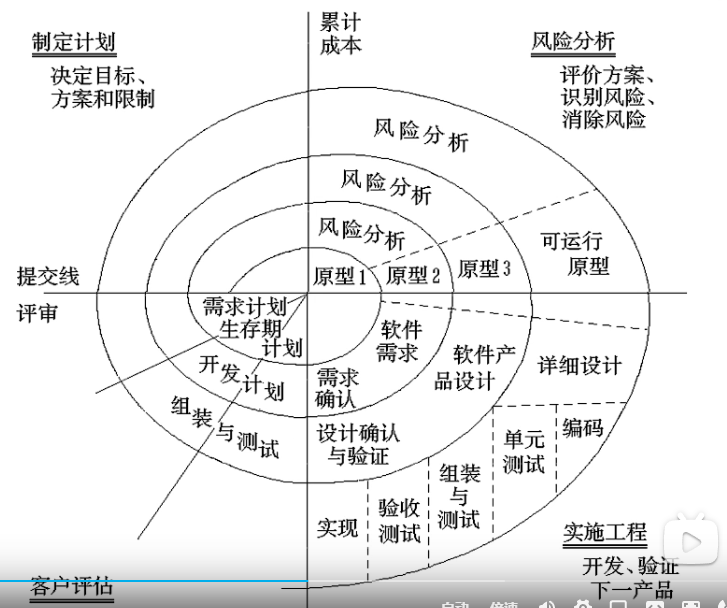 制定计划
决定目标、
方案和限制
累计
成本
风险分析
评价方案、
识别风险、
消除风险
风险分析
风险分析
风险分析
原型1
原型2
原型3
可运行
原型
提交线
评审
需求计划
生存期
计划
开发计划
组装与测试
需求
确认
软件
需求
软件产
品设计
详细设计
设计确认
与验证
实现
验收
测试
组装
与
测试
单元
测试
编码
实施工程
开发、验证
下一产品
客户评估
自动
倍速